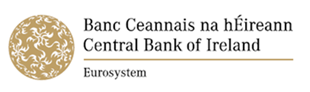 Banc Ceannais na hÉireann
Central Bank of Ireland
Eurosystem